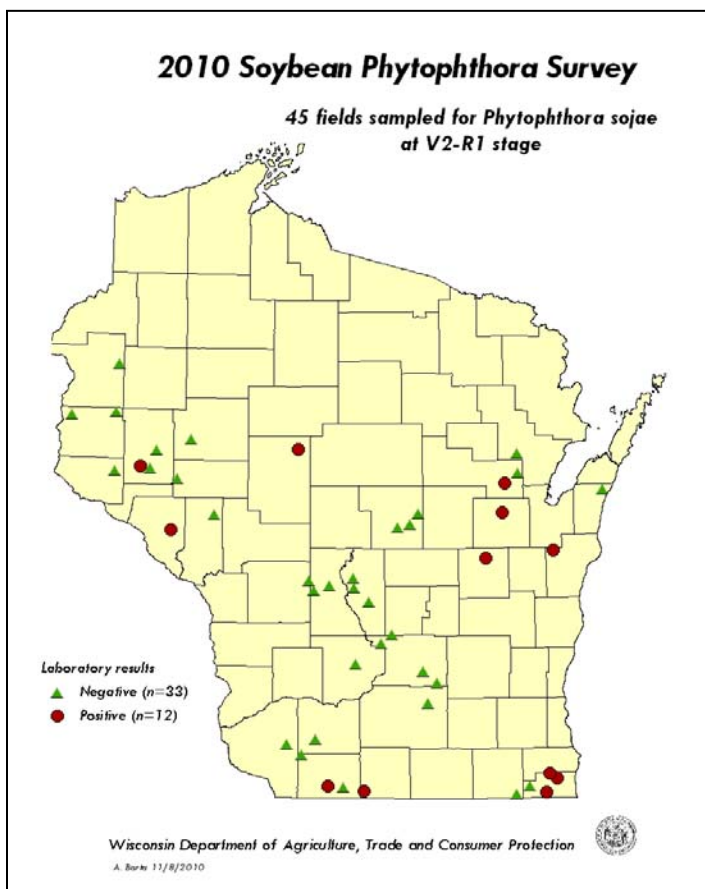 2010 Soybean Phytophthora Survey
45 fields sampled for Phytophthora sojae
at V2-R1 stage
Laboratory results
Negative (n=33)
Positive (n=12)
Wisconsin Department of Agriculture, Trade and Consumer Protection
A. Barta 11/8/2010